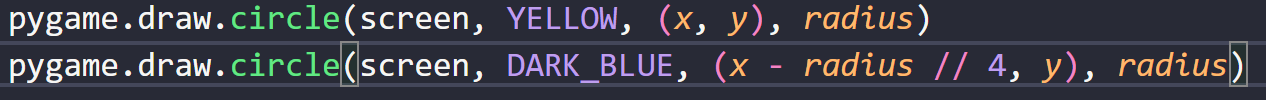 pygame.draw.circle(screen, YELLOW, (x, y), radius)
pygame.draw.circle(screen, DARK_BLUE, (x - radius // 4, y), radius)